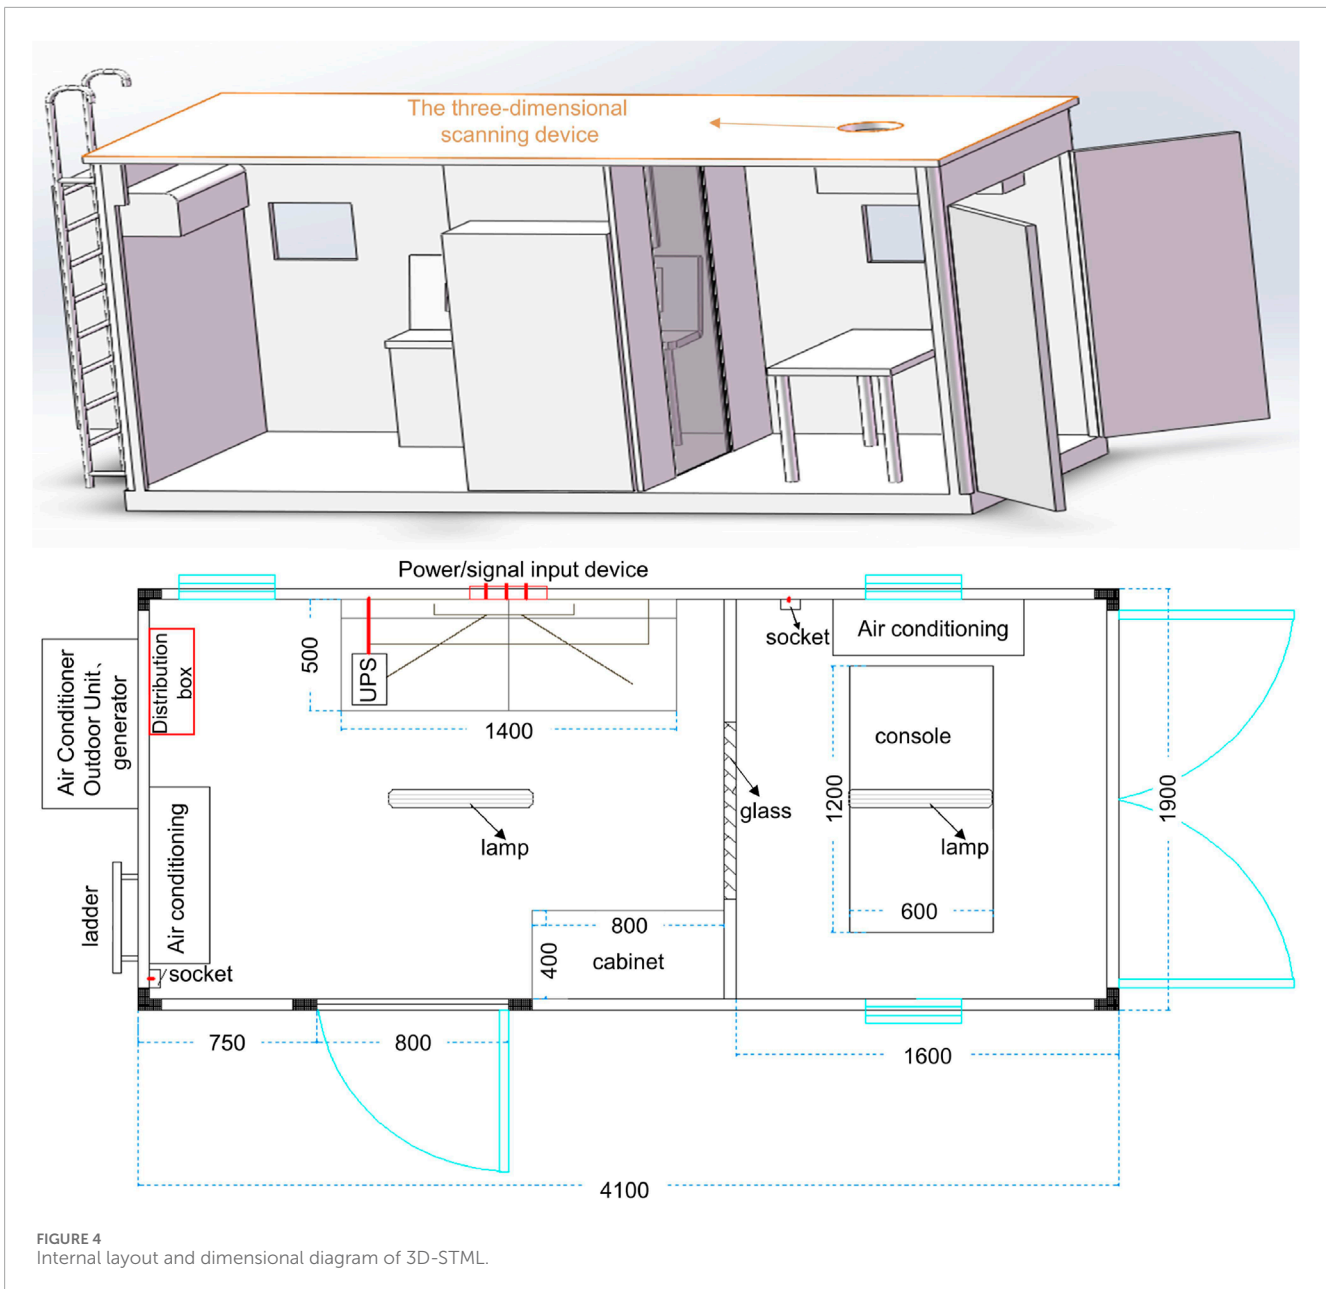 The three-dimensional
scanning device
Power/signal input device
socket
Air conditioning
Distribution
box
UPS
500
1400
Air Conditioner
Outdoor Unit、
generator
console
1200
1900
glass
lamp
lamp
Air conditioning
ladder
600
800
400
cabinet
socket
750
800
1600
4100
FIGURE 4
Internal layout and dimensional diagram of 3D-STML.